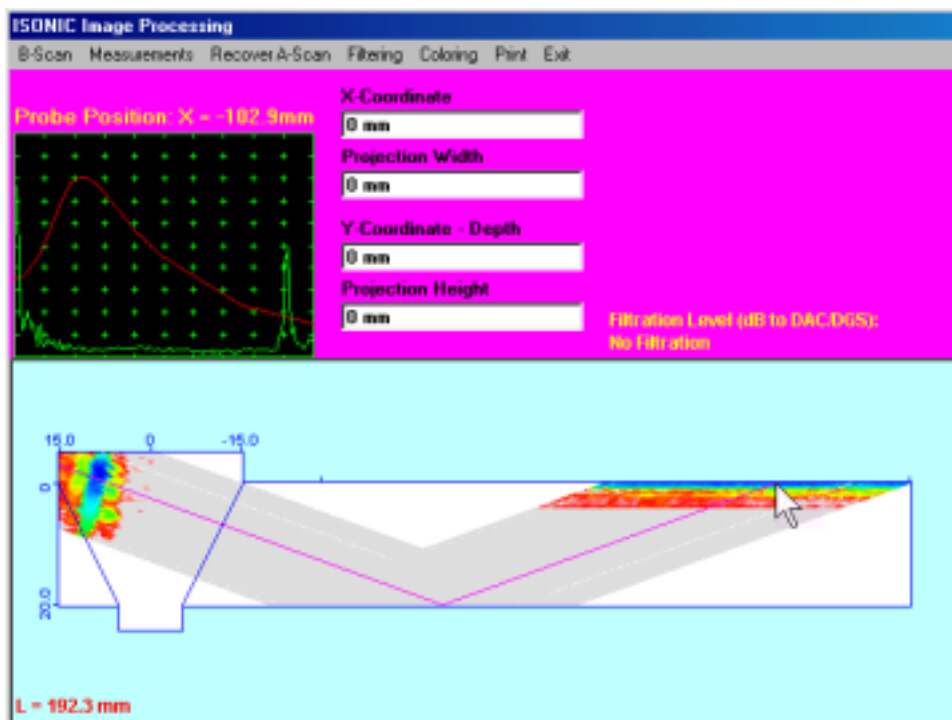 ISONIC Image Processing
B-Scan Measurements Recover A-Scan Filtering Coloring Print Exit
Probe Position: X = -102.9mm
X-Coordinate
0 mm
Projection Width
0 mm
Y-Coordinate - Depth
0 mm
Projection Height
0 mm
Filtration Level (dB to DAC/DGS):
No Filtration
15.0 0 -15.0
0
20.0
L = 192.3 mm